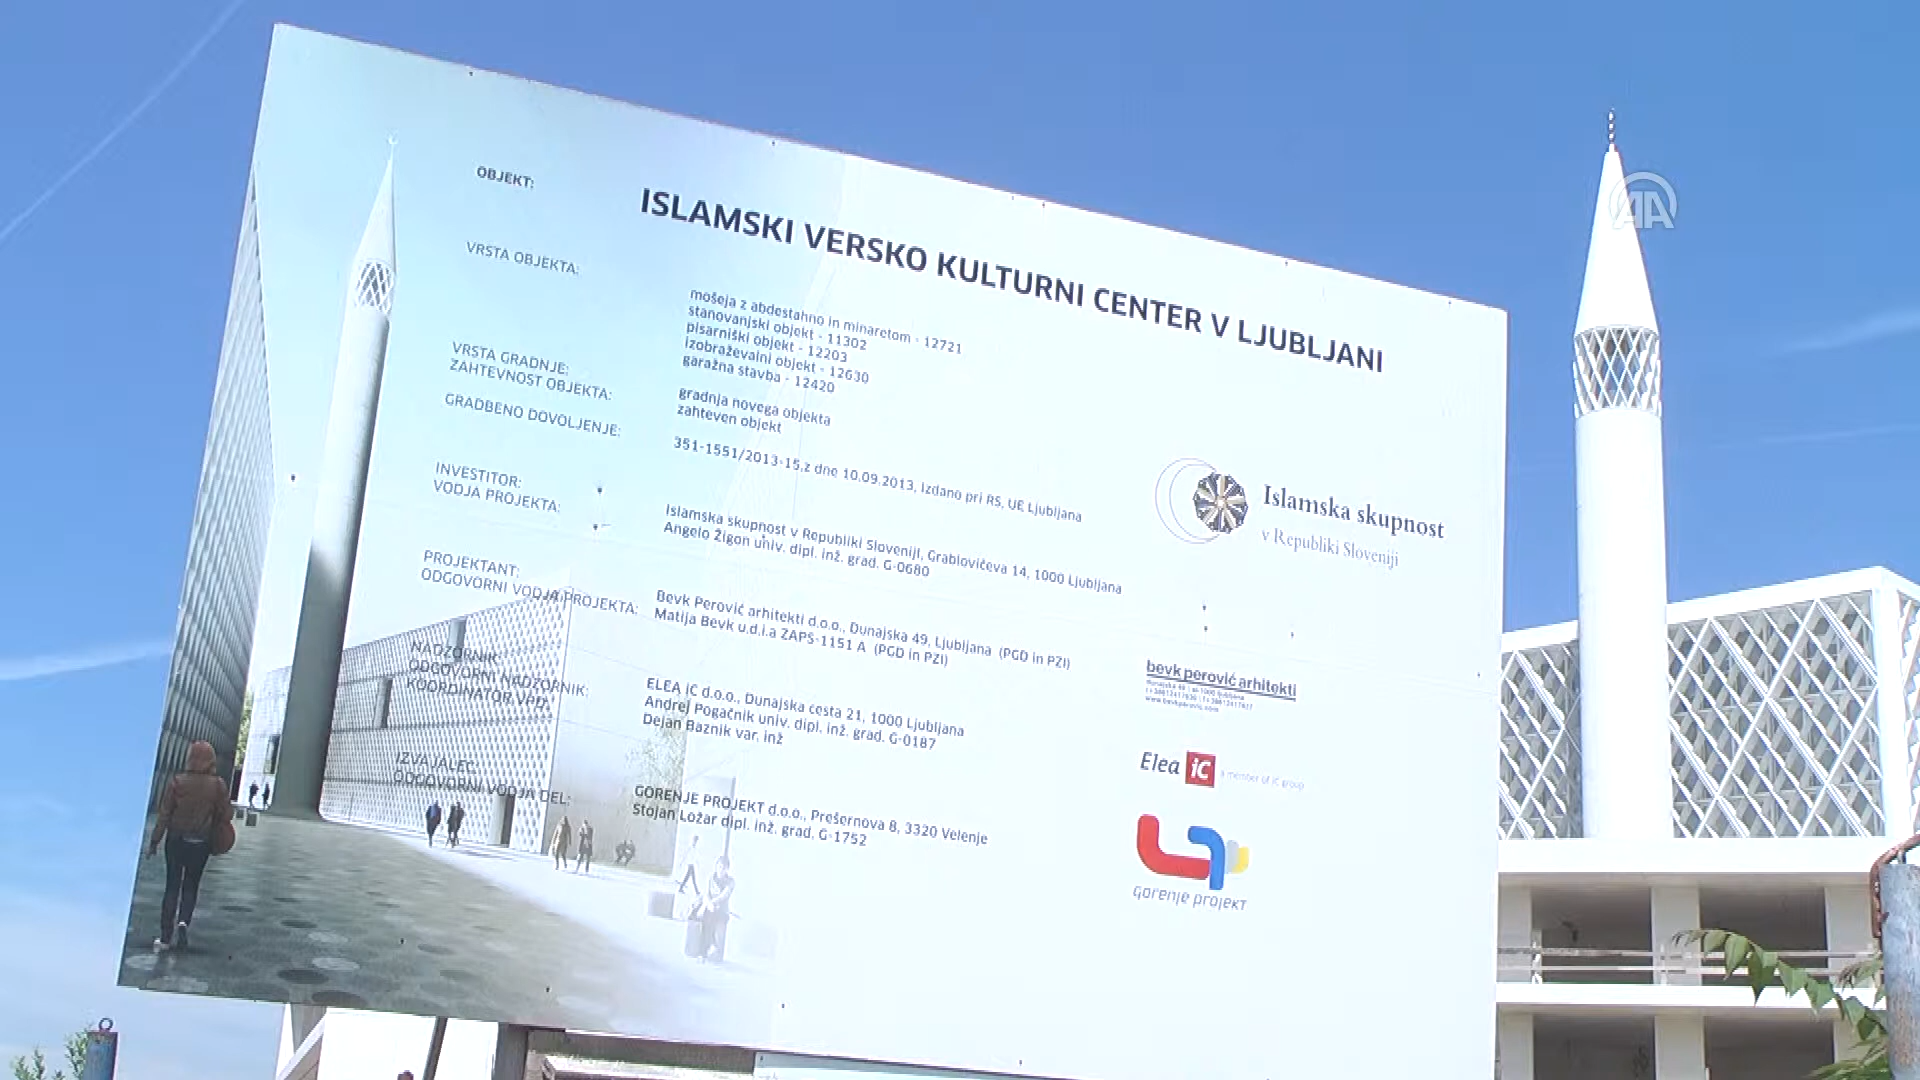 AA
OBJEKT:
ISLAMSKI VERSKO KULTURNI CENTER V LJUBLJANI
VRSTA OBJEKTA:
mošeja z abdestahno in minaretom - 12721
stanovanjski objekt - 11302
pisarniški objekt - 12203
izobraževalni objekt - 12630
garažna stavba - 12420
VRSTA GRADNJE:
gradnja novega objekta
ZAHTEVNOST OBJEKTA:
zahteven objekt
GRADBENO DOVOLJENJE:
351-1551/2013-15,z dne 10.09.2013, izdano pri RS, UE Ljubljana
INVESTITOR:
Islamska skupnost v Republiki Sloveniji, Grablovičeva 14, 1000 Ljubljana
VODJA PROJEKTA:
Angelo Žigon univ. dipl. inž. grad. G-0680
PROJEKTANT:
Bevk Perović arhitekti d.o.o., Dunajska 49, Ljubljana (PGD in PZI)
ODGOVORNI VODJA PROJEKTA:
Matija Bevk u.d.i.a ZAPS-1151 A (PGD in PZI)
NADZORNIK:
ELEA iC d.o.o., Dunajska cesta 21, 1000 Ljubljana
ODGOVORNI NADZORNIK:
Andrej Pogačnik univ. dipl. inž. grad. G-0187
KOORDINATOR VPD:
Dejan Baznik var. inž
IZVAJALEC:
GORENJE PROJEKT d.o.o., Prešernova 8, 3320 Velenje
ODGOVORNI VODJA DEL:
Stojan Ložar dipl. inž. grad. G-1752
Islamska skupnost
v Republiki Sloveniji
bevk perović arhitekti
www.bevkperovic.com
Elea iC a member of iC group
gorenje projekt